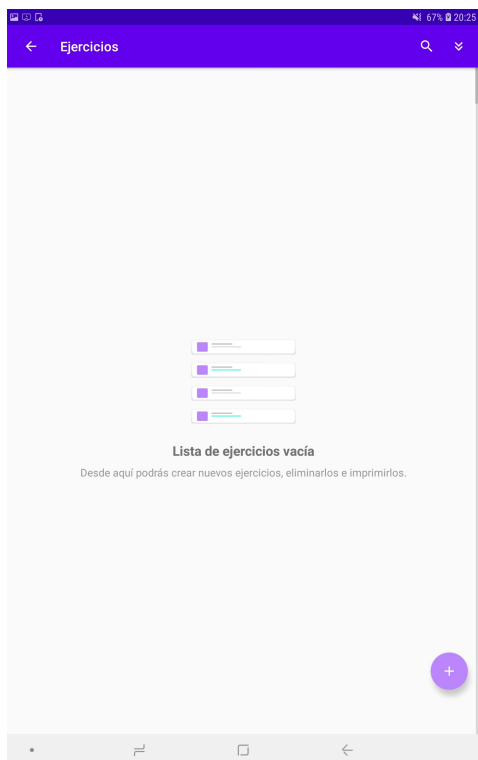 67% 20:25
Ejercicios
Lista de ejercicios vacía
Desde aquí podrás crear nuevos ejercicios, eliminarlos e imprimirlos.